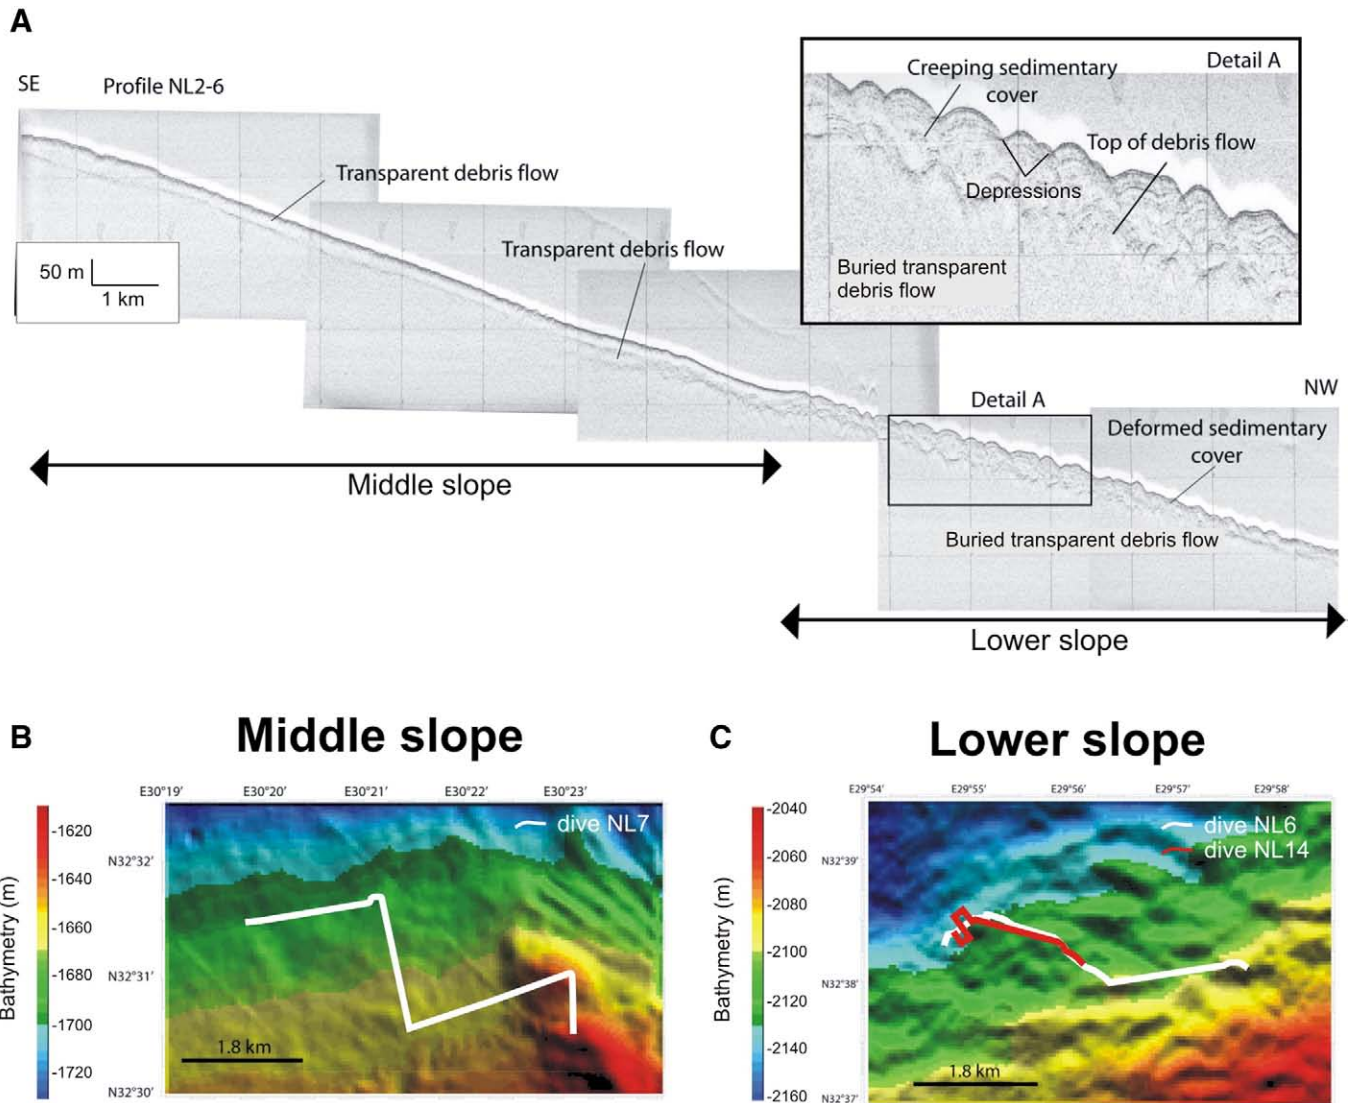 A
SE
Profile NL2-6
Transparent debris flow
Transparent debris flow
50 m
1 km
Detail A
Creeping sedimentary
cover
Top of debris flow
Depressions
Buried transparent
debris flow
Detail A
NW
Deformed sedimentary
cover
Buried transparent debris flow
Middle slope
Lower slope
B
Middle slope
E30°19'
E30°20'
E30°21'
E30°22'
E30°23'
dive NL7
N32°32'
N32°31'
N32°30'
1.8 km
Bathymetry (m)
-1620
-1640
-1660
-1680
-1700
-1720
C
Lower slope
E29°54'
E29°55'
E29°56'
E29°57'
E29°58'
dive NL6
dive NL14
N32°39'
N32°38'
N32°37'
1.8 km
Bathymetry (m)
-2040
-2060
-2080
-2100
-2120
-2140
-2160